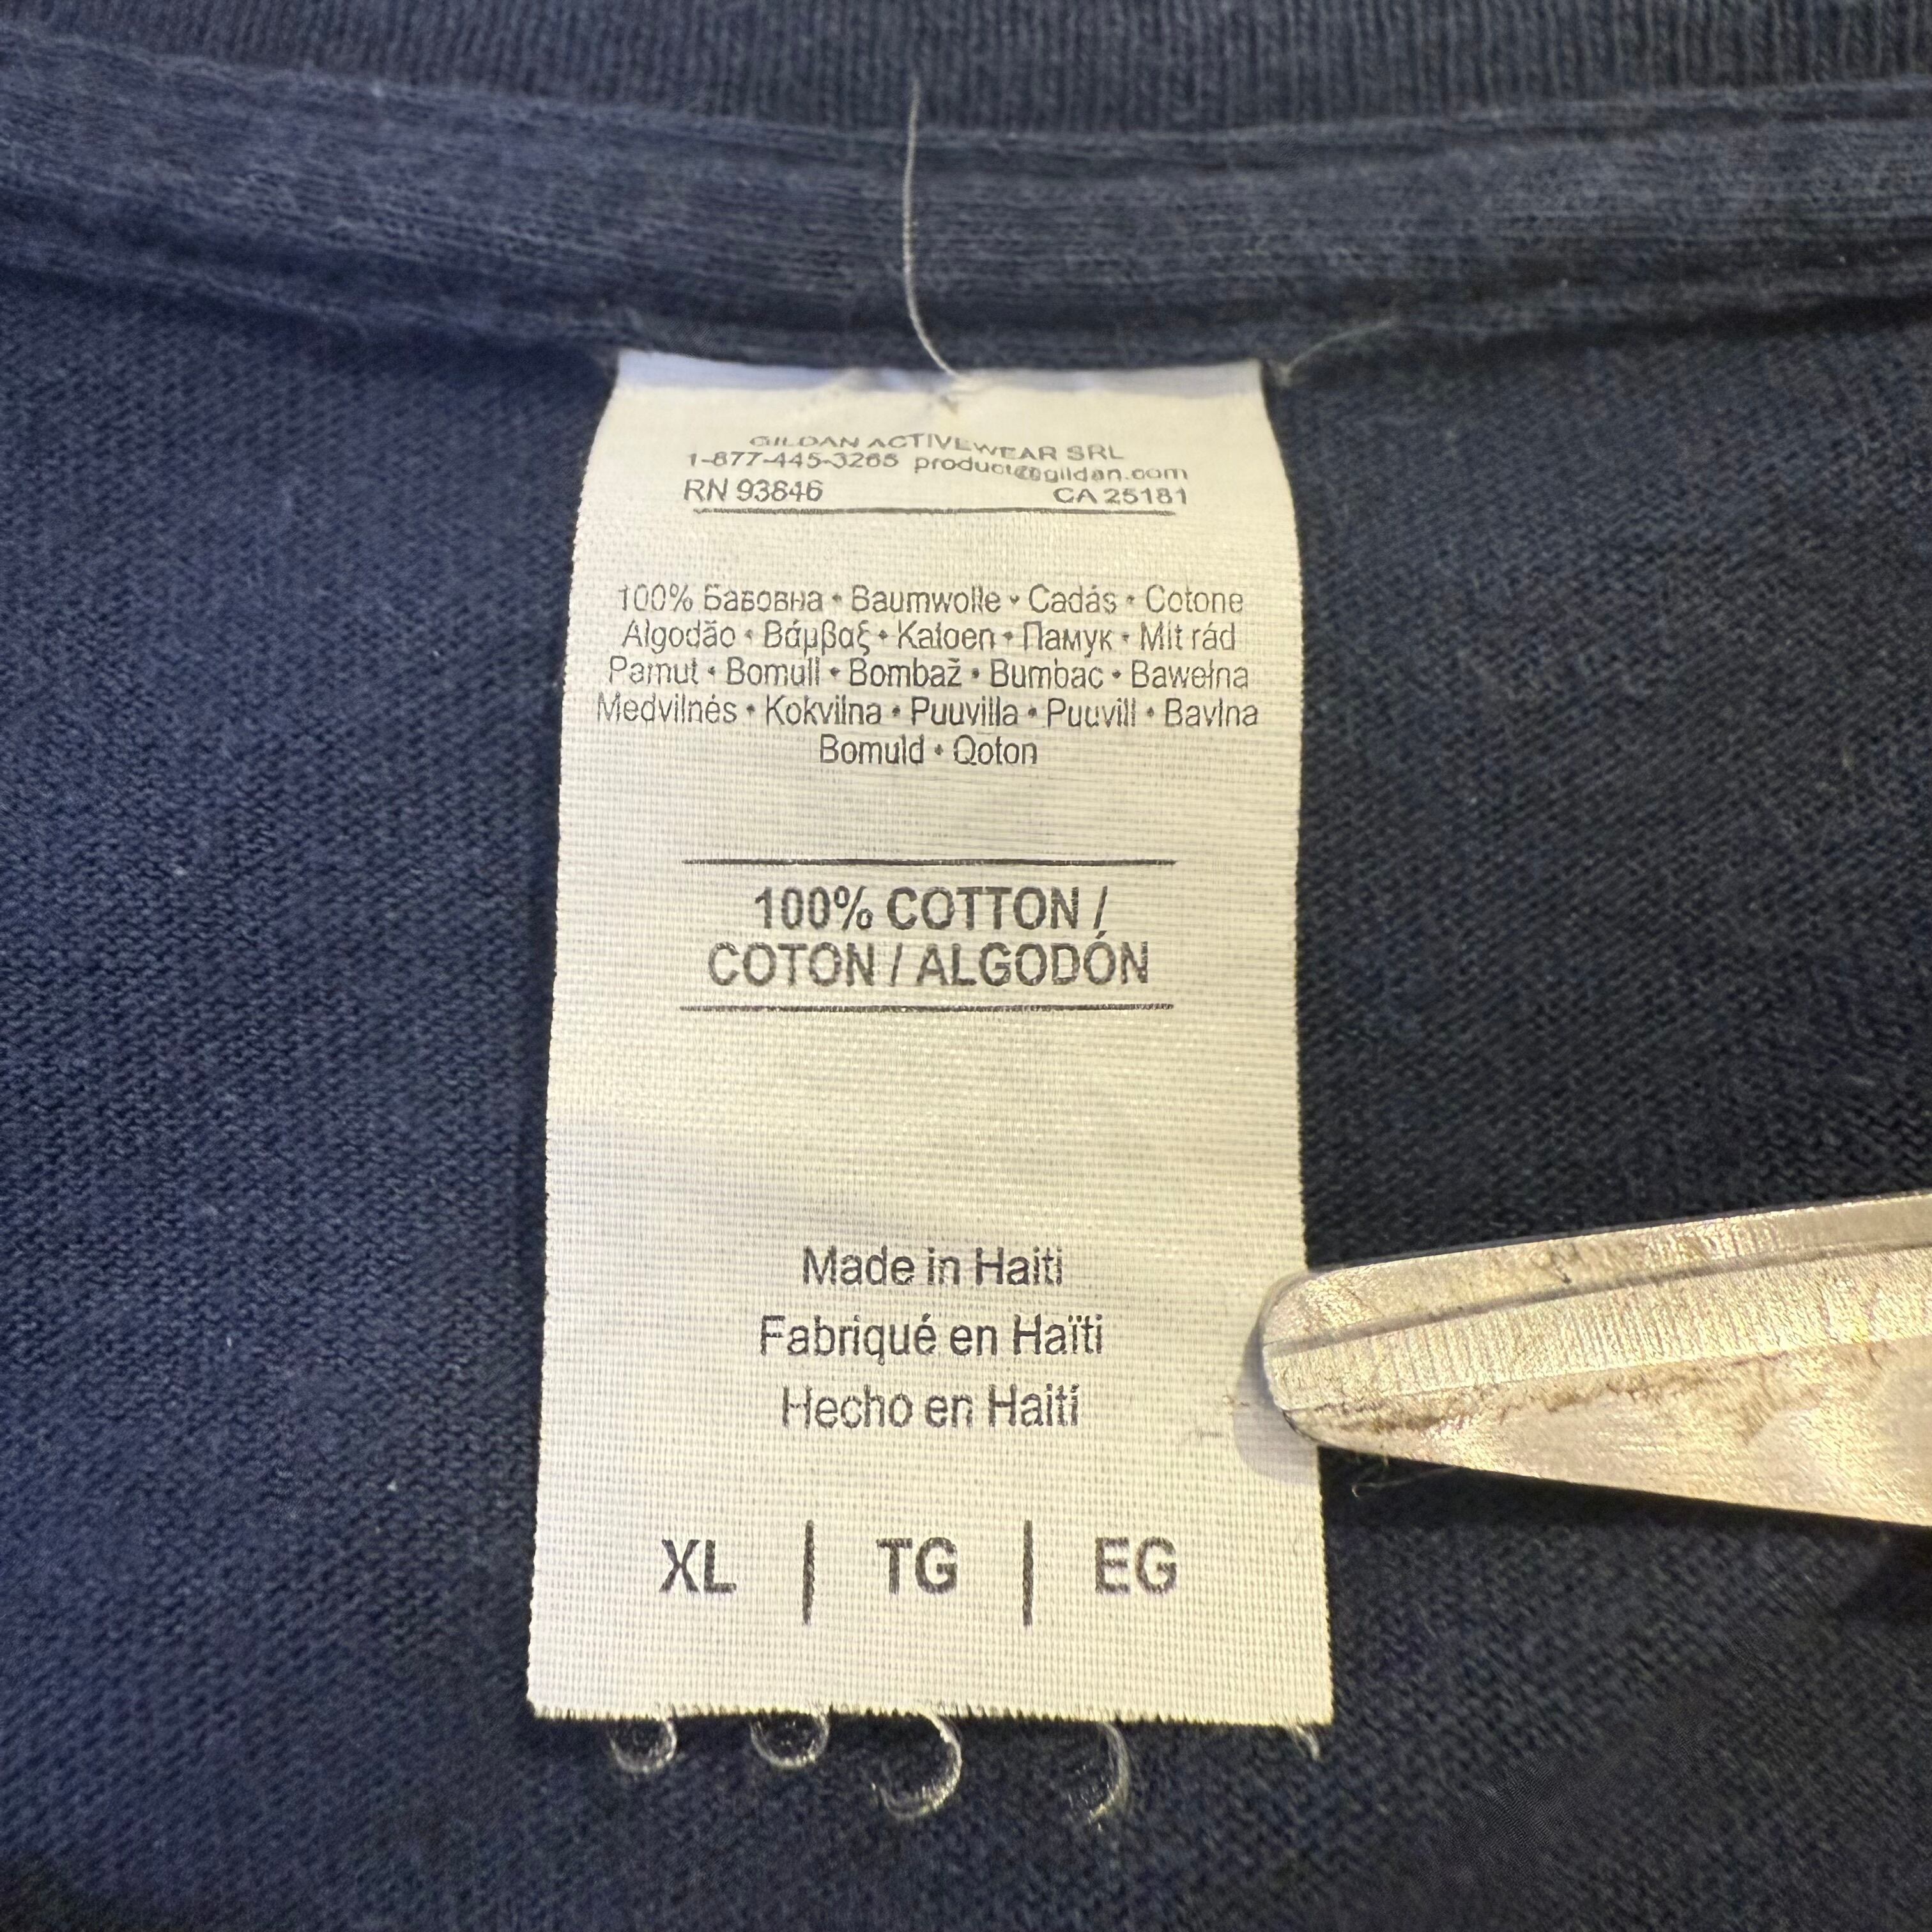 GILDAN ACTIVEWEAR SRL
1-877-445-3265 product@gildan.com
RN 93846 CA 25181
100% Бавовна • Baumwolle • Cadás • Cotone
Algodão • Βάμβαξ • Katoen • Памук • Mit rád
Pamut • Bomull • Bombaž • Bumbac • Bawełna
Medvilnés • Kokvilna • Puuvilla • Puuvill • Bavlna
Bomuld • Qoton
100% COTTON /
COTON / ALGODÓN
Made in Haiti
Fabriqué en Haïti
Hecho en Haití
XL | TG | EG